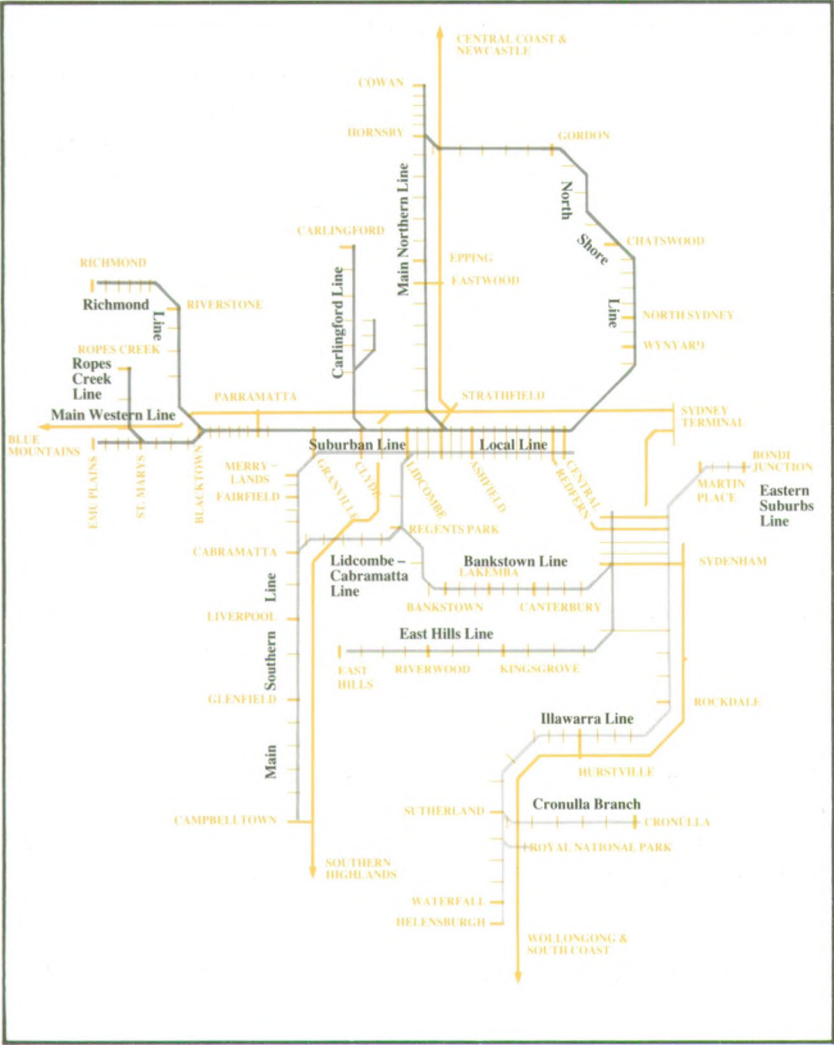 CENTRAL COAST &
NEWCASTLE
COWAN
HORNSBY
GORDON
Main Northern Line
North
Shore
Line
CHATSWOOD
CARLINGFORD
Carlingford Line
EPPING
EASTWOOD
RICHMOND
Richmond
Line
RIVERSTONE
NORTH SYDNEY
WYNYARD
ROPES CREEK
Ropes
Creek
Line
PARRAMATTA
STRATHFIELD
Main Western Line
SYDNEY
TERMINAL
BLUE
MOUNTAINS
Suburban Line
Local Line
EMU PLAINS
ST. MARYS
BLACKTOWN
MERRY –
LANDS
GRANVILLE
CLYDE
LIDCOMBE
ASHFIELD
CENTRAL
REDFERN
BONDI
JUNCTION
MARTIN
PLACE
Eastern
Suburbs
Line
FAIRFIELD
REGENTS PARK
CABRAMATTA
Lidcombe –
Cabramatta
Line
Bankstown Line
LAKEMBA
SYDENHAM
BANKSTOWN
CANTERBURY
LIVERPOOL
East Hills Line
EAST
HILLS
RIVERWOOD
KINGSGROVE
Main
Southern
Line
GLENFIELD
ROCKDALE
Illawarra Line
HURSTVILLE
CAMPBELLTOWN
SUTHERLAND
Cronulla Branch
CRONULLA
ROYAL NATIONAL PARK
SOUTHERN
HIGHLANDS
WATERFALL
HELENSBURGH
WOLLONGONG &
SOUTH COAST